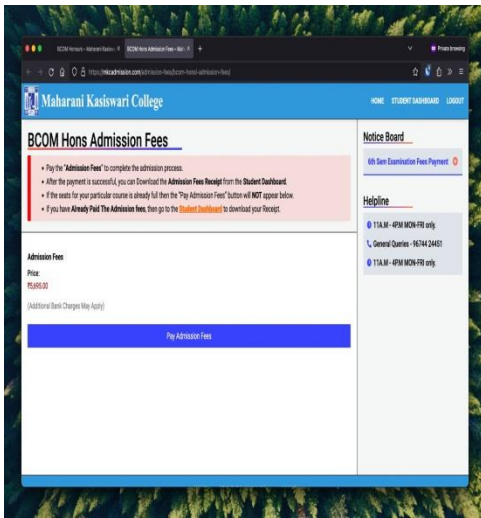 BCOM Honours - Maharani Kasisw
BCOM Hons Admission Fees - Mah
Private browsing
https://mkcadmission.com/admission-fees/bcom-hons1-admission-fees/
Maharani Kasiswari College
HOME STUDENT DASHBOARD LOGOUT
BCOM Hons Admission Fees
Pay the "Admission Fees" to complete the admission process.
After the payment is successful, you can Download the Admission Fees Receipt from the Student Dashboard.
If the seats for your particular course is already full then the "Pay Admission Fees" button will NOT appear below.
If you have Already Paid The Admission fees, then go to the Student Dashboard to download your Receipt.
Admission Fees
Price:
₹5,695.00
(Additional Bank Charges May Apply)
Pay Admission Fees
Notice Board
6th Sem Examination Fees Payment
Helpline
11A.M - 4P.M MON-FRI only.
General Queries - 96744 24451
11A.M - 4P.M MON-FRI only.